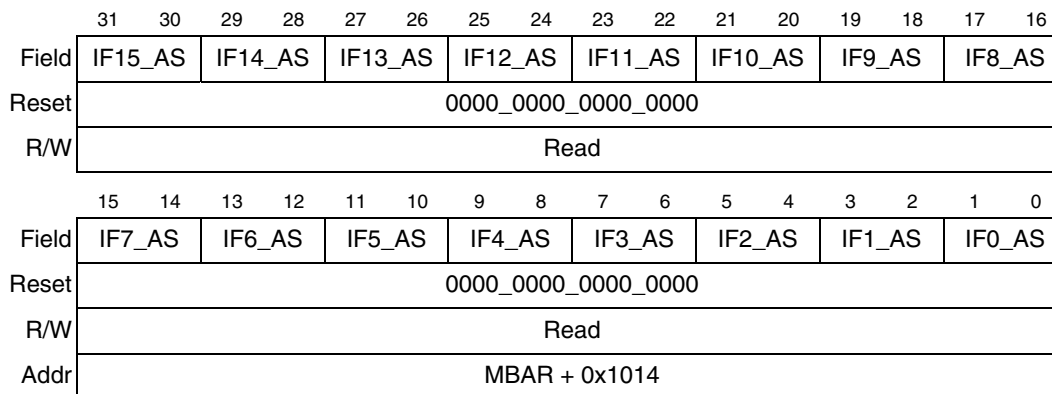 31 30 29 28 27 26 25 24 23 22 21 20 19 18 17 16
Field IF15_AS IF14_AS IF13_AS IF12_AS IF11_AS IF10_AS IF9_AS IF8_AS
Reset 0000_0000_0000_0000
R/W Read
15 14 13 12 11 10 9 8 7 6 5 4 3 2 1 0
Field IF7_AS IF6_AS IF5_AS IF4_AS IF3_AS IF2_AS IF1_AS IF0_AS
Reset 0000_0000_0000_0000
R/W Read
Addr MBAR + 0x1014